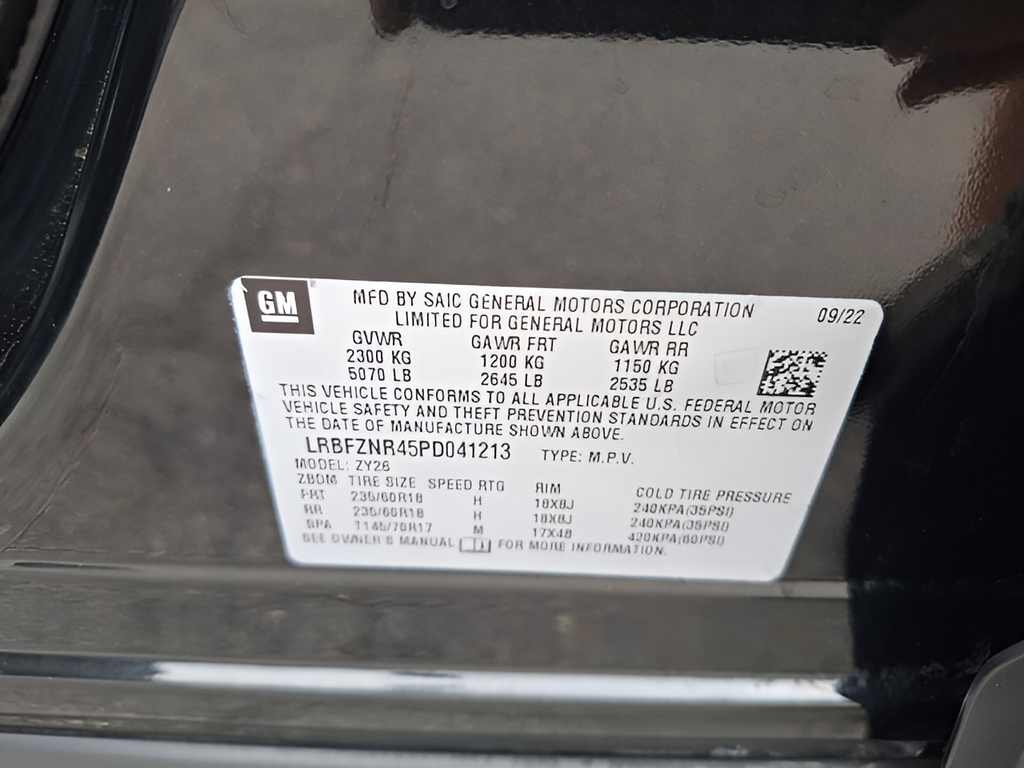 GM
MFD BY SAIC GENERAL MOTORS CORPORATION
LIMITED FOR GENERAL MOTORS LLC
09/22
GVWR GAWR FRT GAWR RR
2300 KG 1200 KG 1150 KG
5070 LB 2645 LB 2535 LB
THIS VEHICLE CONFORMS TO ALL APPLICABLE U.S. FEDERAL MOTOR
VEHICLE SAFETY AND THEFT PREVENTION STANDARDS IN EFFECT ON
THE DATE OF MANUFACTURE SHOWN ABOVE.
LRBFZNR45PD041213 TYPE: M.P.V.
MODEL: ZY26
TIRE SIZE SPEED RTG RIM COLD TIRE PRESSURE
FRT 235/60R18 H 18X8J 240KPA(35PSI)
RR 235/60R18 H 18X8J 240KPA(35PSI)
SPA T145/70R17 M 420KPA(60PSI)
SEE OWNER'S MANUAL FOR MORE INFORMATION.